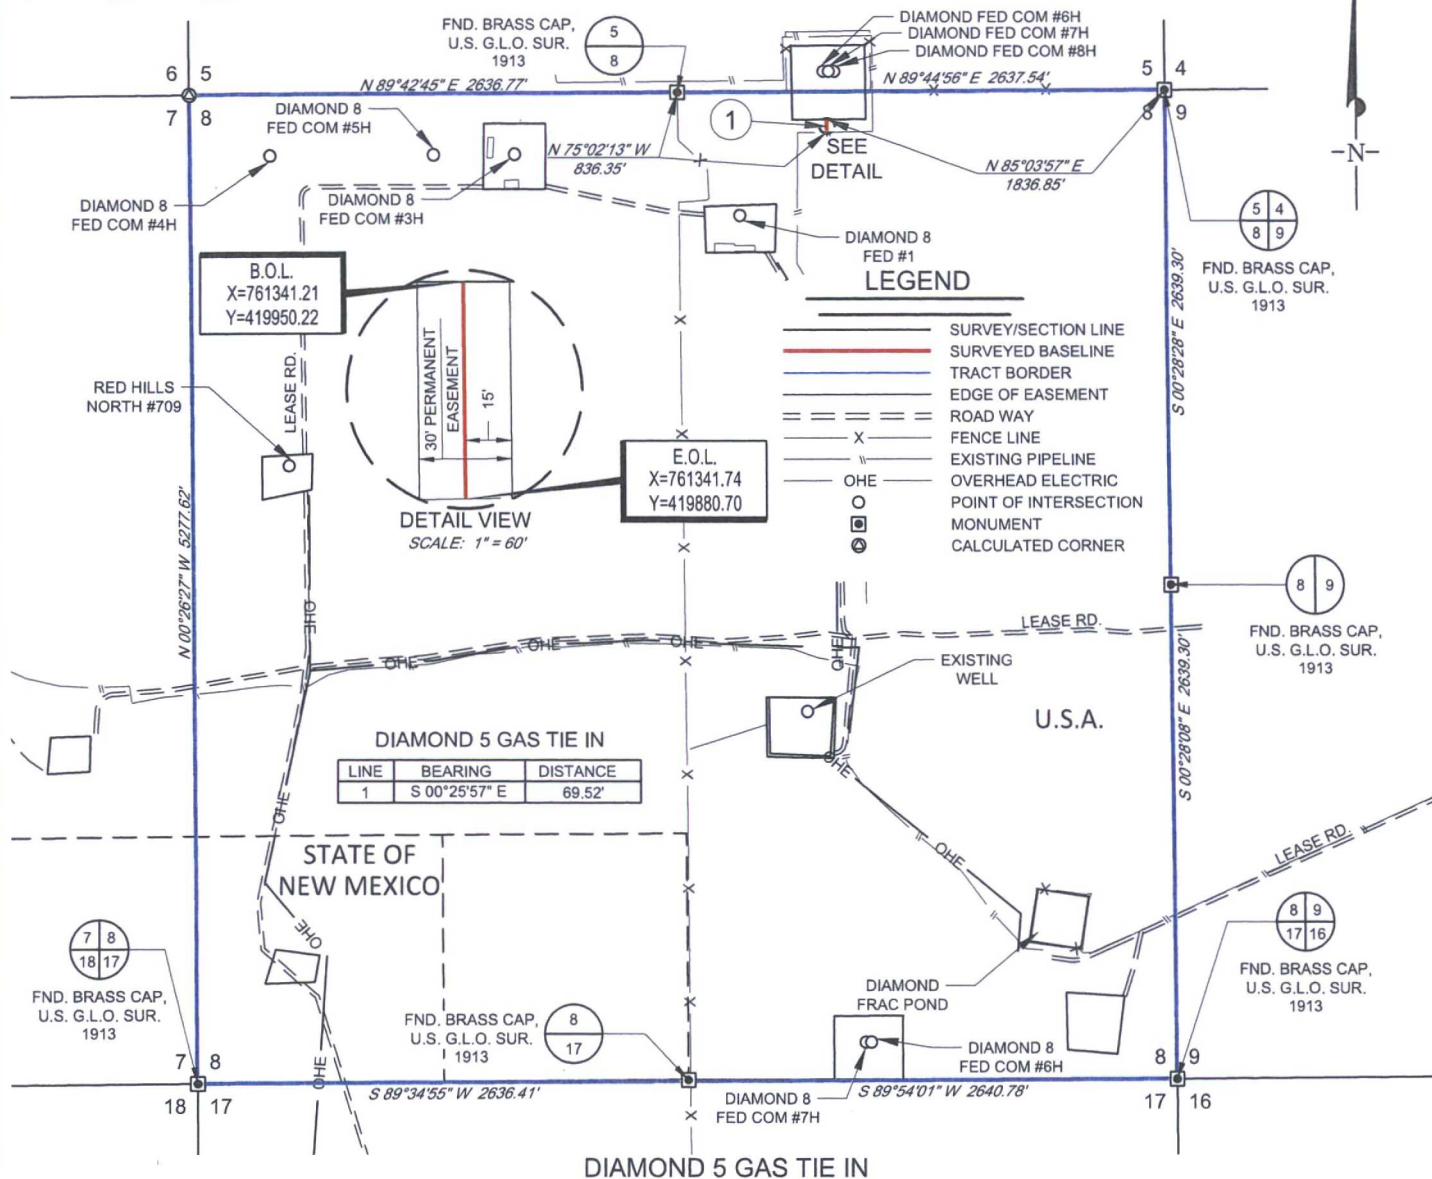 DIAMOND FED COM #6H
DIAMOND FED COM #7H
DIAMOND FED COM #8H
FND. BRASS CAP,
U.S. G.L.O. SUR.
1913
5
8
6 5
7 8
N 89°42'45" E 2636.77'
N 89°44'56" E 2637.54'
5 4
8 9
DIAMOND 8
FED COM #5H
1
SEE
DETAIL
N 75°02'13" W
836.35'
N 85°03'57" E
1836.85'
-N-
DIAMOND 8
FED COM #4H
DIAMOND 8
FED COM #3H
DIAMOND 8
FED #1
5 4
8 9
FND. BRASS CAP,
U.S. G.L.O. SUR.
1913
LEASE RD.
B.O.L.
X=761341.21
Y=419950.22
LEGEND
SURVEY/SECTION LINE
SURVEYED BASELINE
TRACT BORDER
EDGE OF EASEMENT
ROAD WAY
X FENCE LINE
\\ EXISTING PIPELINE
OHE OVERHEAD ELECTRIC
POINT OF INTERSECTION
MONUMENT
CALCULATED CORNER
S 00°28'28" E 2639.30'
RED HILLS
NORTH #709
30' PERMANENT
EASEMENT
15'
E.O.L.
X=761341.74
Y=419880.70
DETAIL VIEW
SCALE: 1" = 60'
N 00°26'27" W 5277.62'
8 9
FND. BRASS CAP,
U.S. G.L.O. SUR.
1913
OHE
OHE
OHE
OHE
OHE
LEASE RD.
EXISTING
WELL
U.S.A.
S 00°28'08" E 2639.30'
DIAMOND 5 GAS TIE IN
LINE BEARING DISTANCE
1 S 00°25'57" E 69.52'
OHE
OHE
OHE
LEASE RD.
STATE OF
NEW MEXICO
OHE
7 8
18 17
FND. BRASS CAP,
U.S. G.L.O. SUR.
1913
8 9
17 16
FND. BRASS CAP,
U.S. G.L.O. SUR.
1913
DIAMOND
FRAC POND
FND. BRASS CAP,
U.S. G.L.O. SUR.
1913
8
17
DIAMOND 8
FED COM #6H
OHE
7 8
18 17
S 89°34'55" W 2636.41'
DIAMOND 8
FED COM #7H
S 89°54'01" W 2640.78'
8 9
17 16
DIAMOND 5 GAS TIE IN